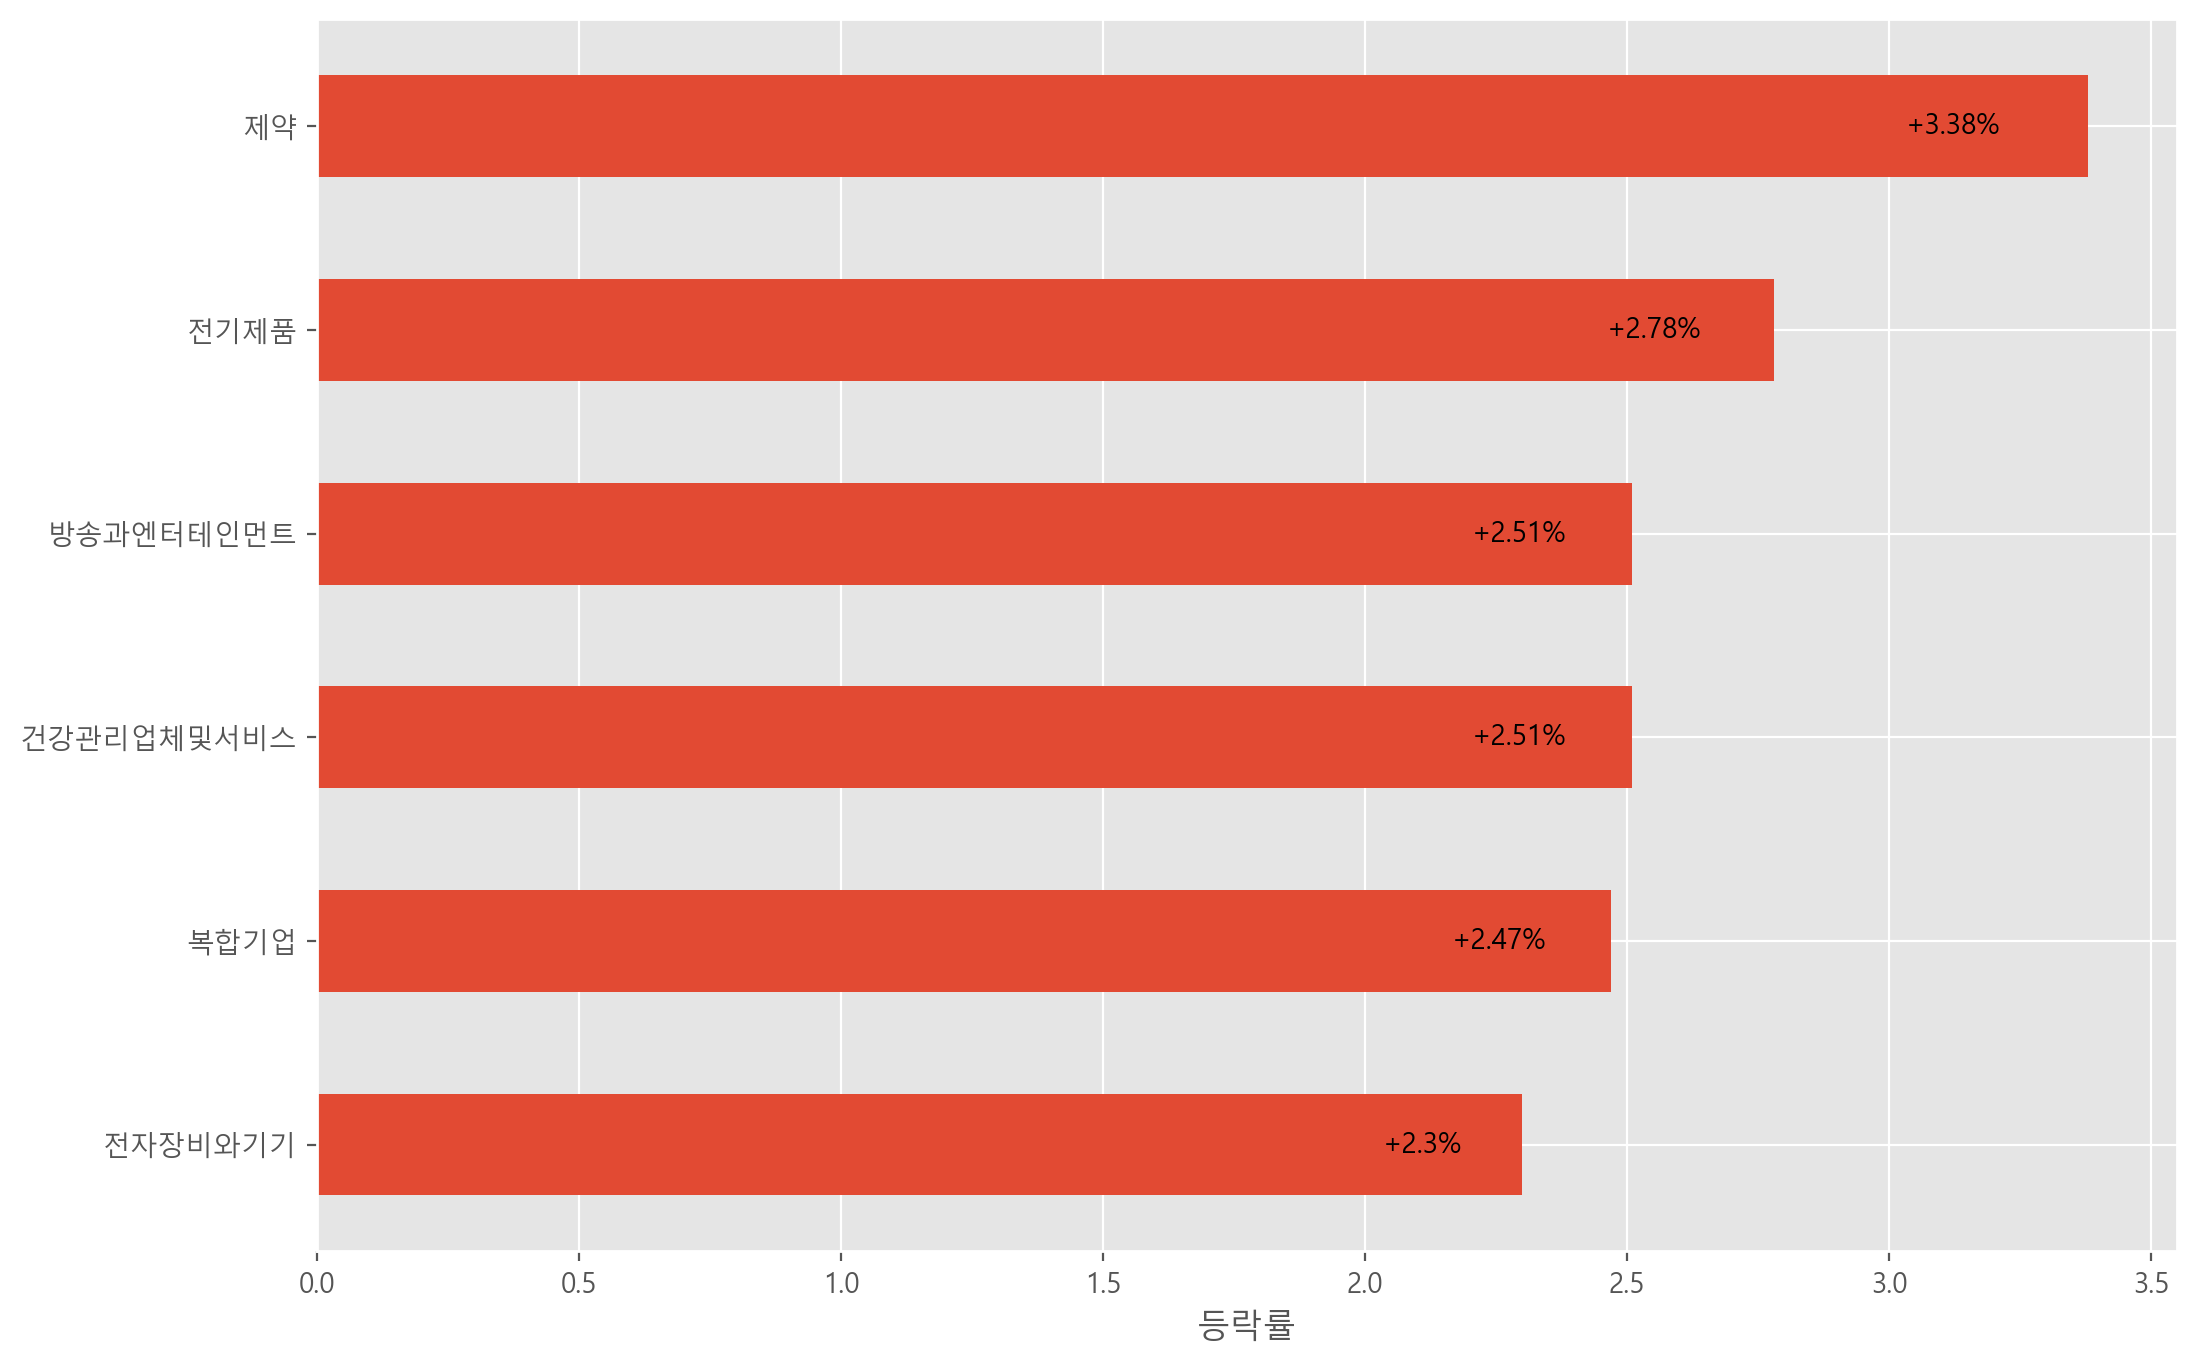 제약
+3.38%
전기제품
+2.78%
방송과엔터테인먼트
+2.51%
건강관리업체및서비스
+2.51%
복합기업
+2.47%
전자장비와기기
+2.3%
0.0 0.5 1.0 1.5 2.0 2.5 3.0 3.5
등락률